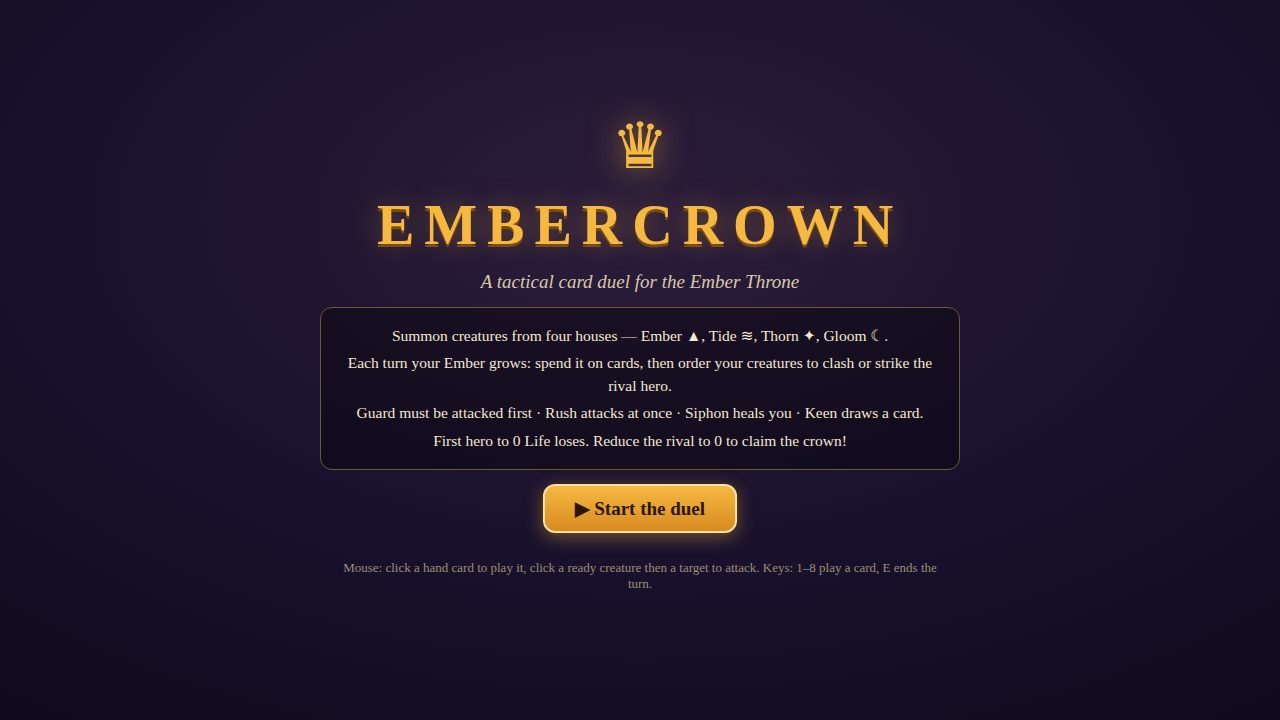 EMBERCROWN
A tactical card duel for the Ember Throne
Summon creatures from four houses — Ember ▲, Tide ≋, Thorn ✦, Gloom ☾.
Each turn your Ember grows: spend it on cards, then order your creatures to clash or strike the
rival hero.
Guard must be attacked first · Rush attacks at once · Siphon heals you · Keen draws a card.
First hero to 0 Life loses. Reduce the rival to 0 to claim the crown!
▶ Start the duel
Mouse: click a hand card to play it, click a ready creature then a target to attack. Keys: 1–8 play a card, E ends the
turn.